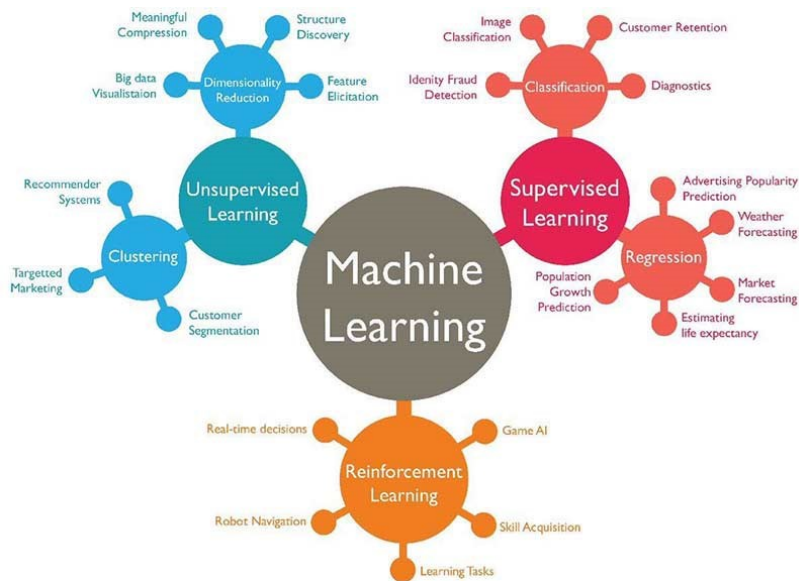 Meaningful
Compression
Structure
Discovery
Big data
Visualistaion
Dimensionality
Reduction
Feature
Elicitation
Unsupervised
Learning
Recommender
Systems
Clustering
Targetted
Marketing
Customer
Segmentation
Machine
Learning
Image
Classification
Customer Retention
Idenity Fraud
Detection
Classification
Diagnostics
Supervised
Learning
Advertising Popularity
Prediction
Weather
Forecasting
Regression
Population
Growth
Prediction
Market
Forecasting
Estimating
life expectancy
Real-time decisions
Game AI
Reinforcement
Learning
Robot Navigation
Skill Acquisition
Learning Tasks